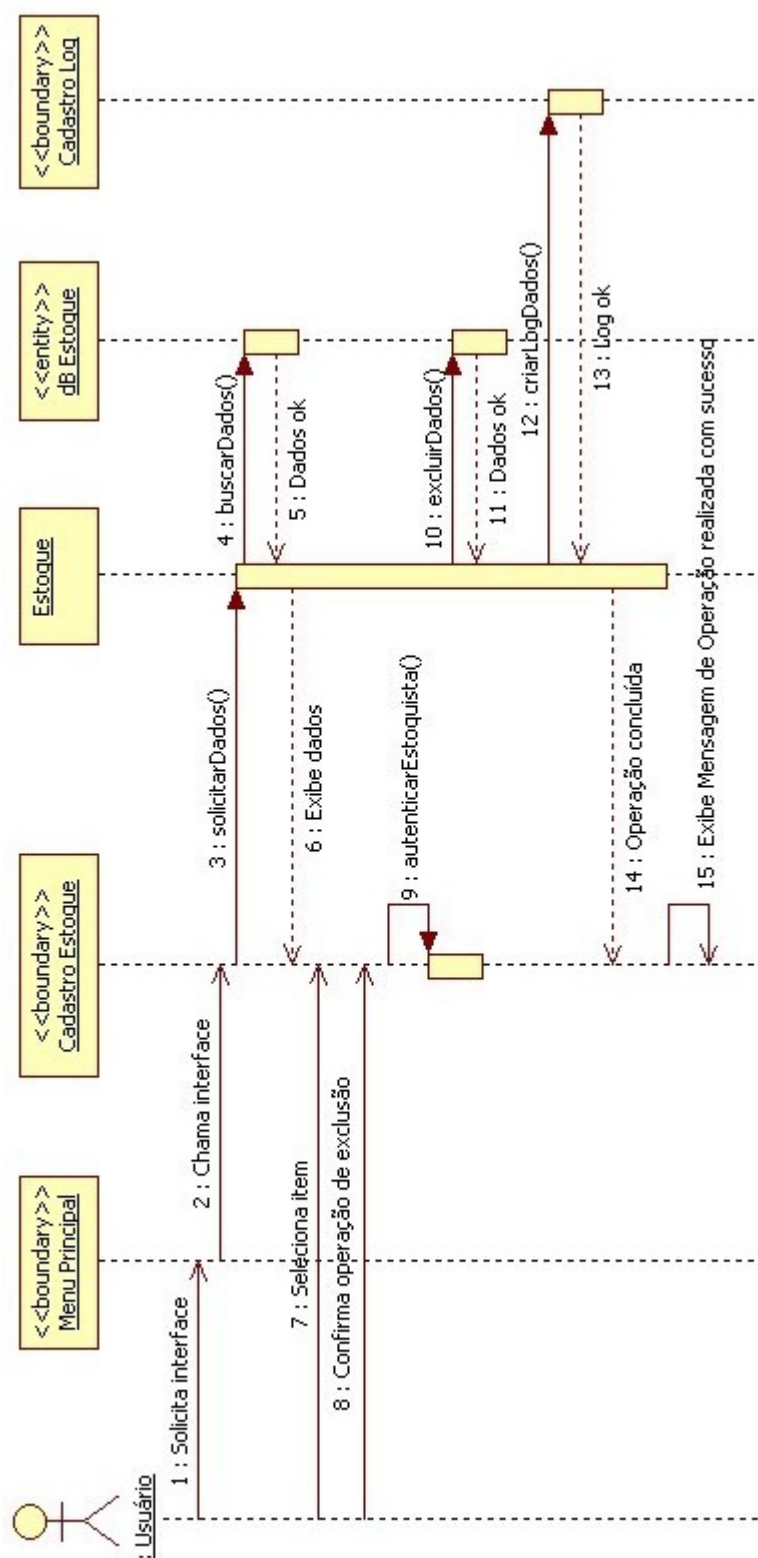 : Usuário
<<boundary>>
Menu Principal
<<boundary>>
Cadastro Estoque
Estoque
<<entity>>
dB Estoque
<<boundary>>
Cadastro Log
1 : Solicita interface
2 : Chama interface
3 : solicitarDados()
4 : buscarDados()
5 : Dados ok
6 : Exibe dados
7 : Seleciona item
8 : Confirma operação de exclusão
9 : autenticarEstoquista()
10 : excluirDados()
11 : Dados ok
12 : criarLogDados()
13 : Log ok
14 : Operação concluída
15 : Exibe Mensagem de Operação realizada com sucesso